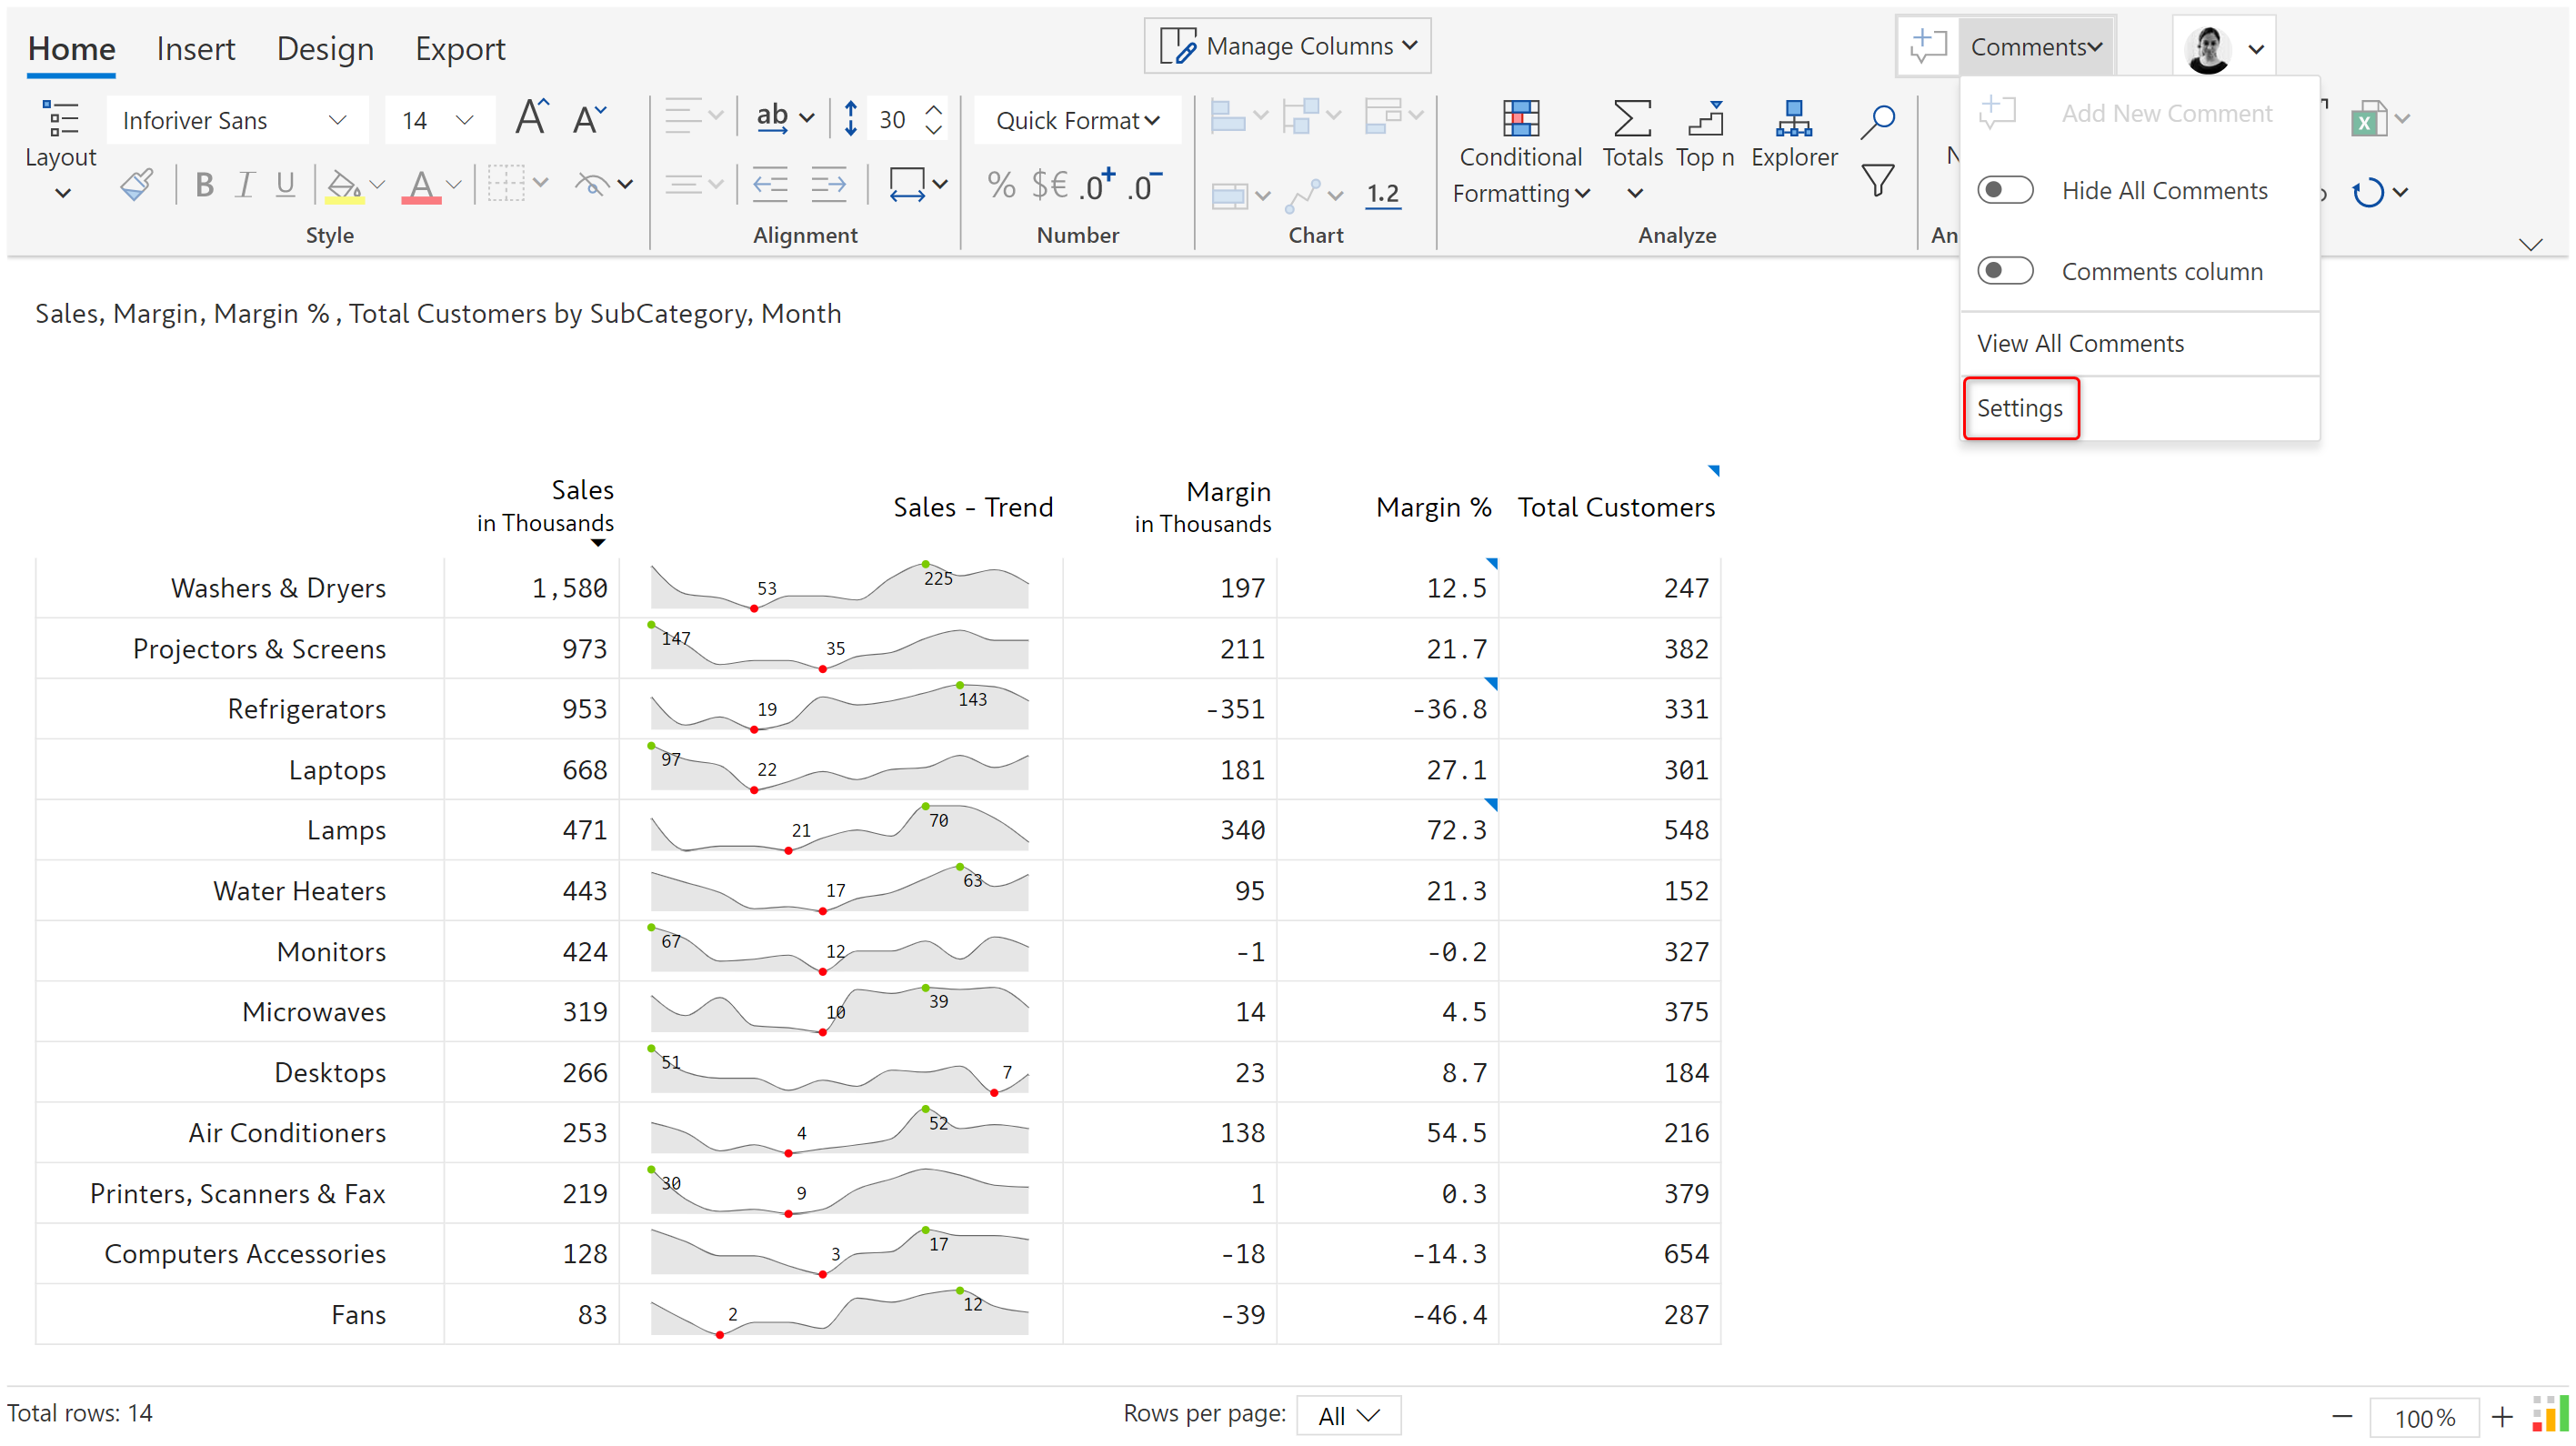 Home Insert Design Export
Manage Columns
Comments
Layout
Inforiver Sans 14 A A
B I U A
Style
ab 30
Alignment
Quick Format
% $€ .0+ .0-
Number
1.2
Chart
Conditional Formatting
Totals
Top n
Explorer
Analyze
N
An
Add New Comment
Hide All Comments
Comments column
View All Comments
Settings
Sales, Margin, Margin % , Total Customers by SubCategory, Month
Sales in Thousands Sales - Trend Margin in Thousands Margin % Total Customers
Washers & Dryers 1,580 53 225 197 12.5 247
Projectors & Screens 973 147 35 211 21.7 382
Refrigerators 953 19 143 -351 -36.8 331
Laptops 668 97 22 181 27.1 301
Lamps 471 21 70 340 72.3 548
Water Heaters 443 17 63 95 21.3 152
Monitors 424 67 12 -1 -0.2 327
Microwaves 319 10 39 14 4.5 375
Desktops 266 51 7 23 8.7 184
Air Conditioners 253 4 52 138 54.5 216
Printers, Scanners & Fax 219 30 9 1 0.3 379
Computers Accessories 128 3 17 -18 -14.3 654
Fans 83 2 12 -39 -46.4 287
Total rows: 14 Rows per page: All 100%